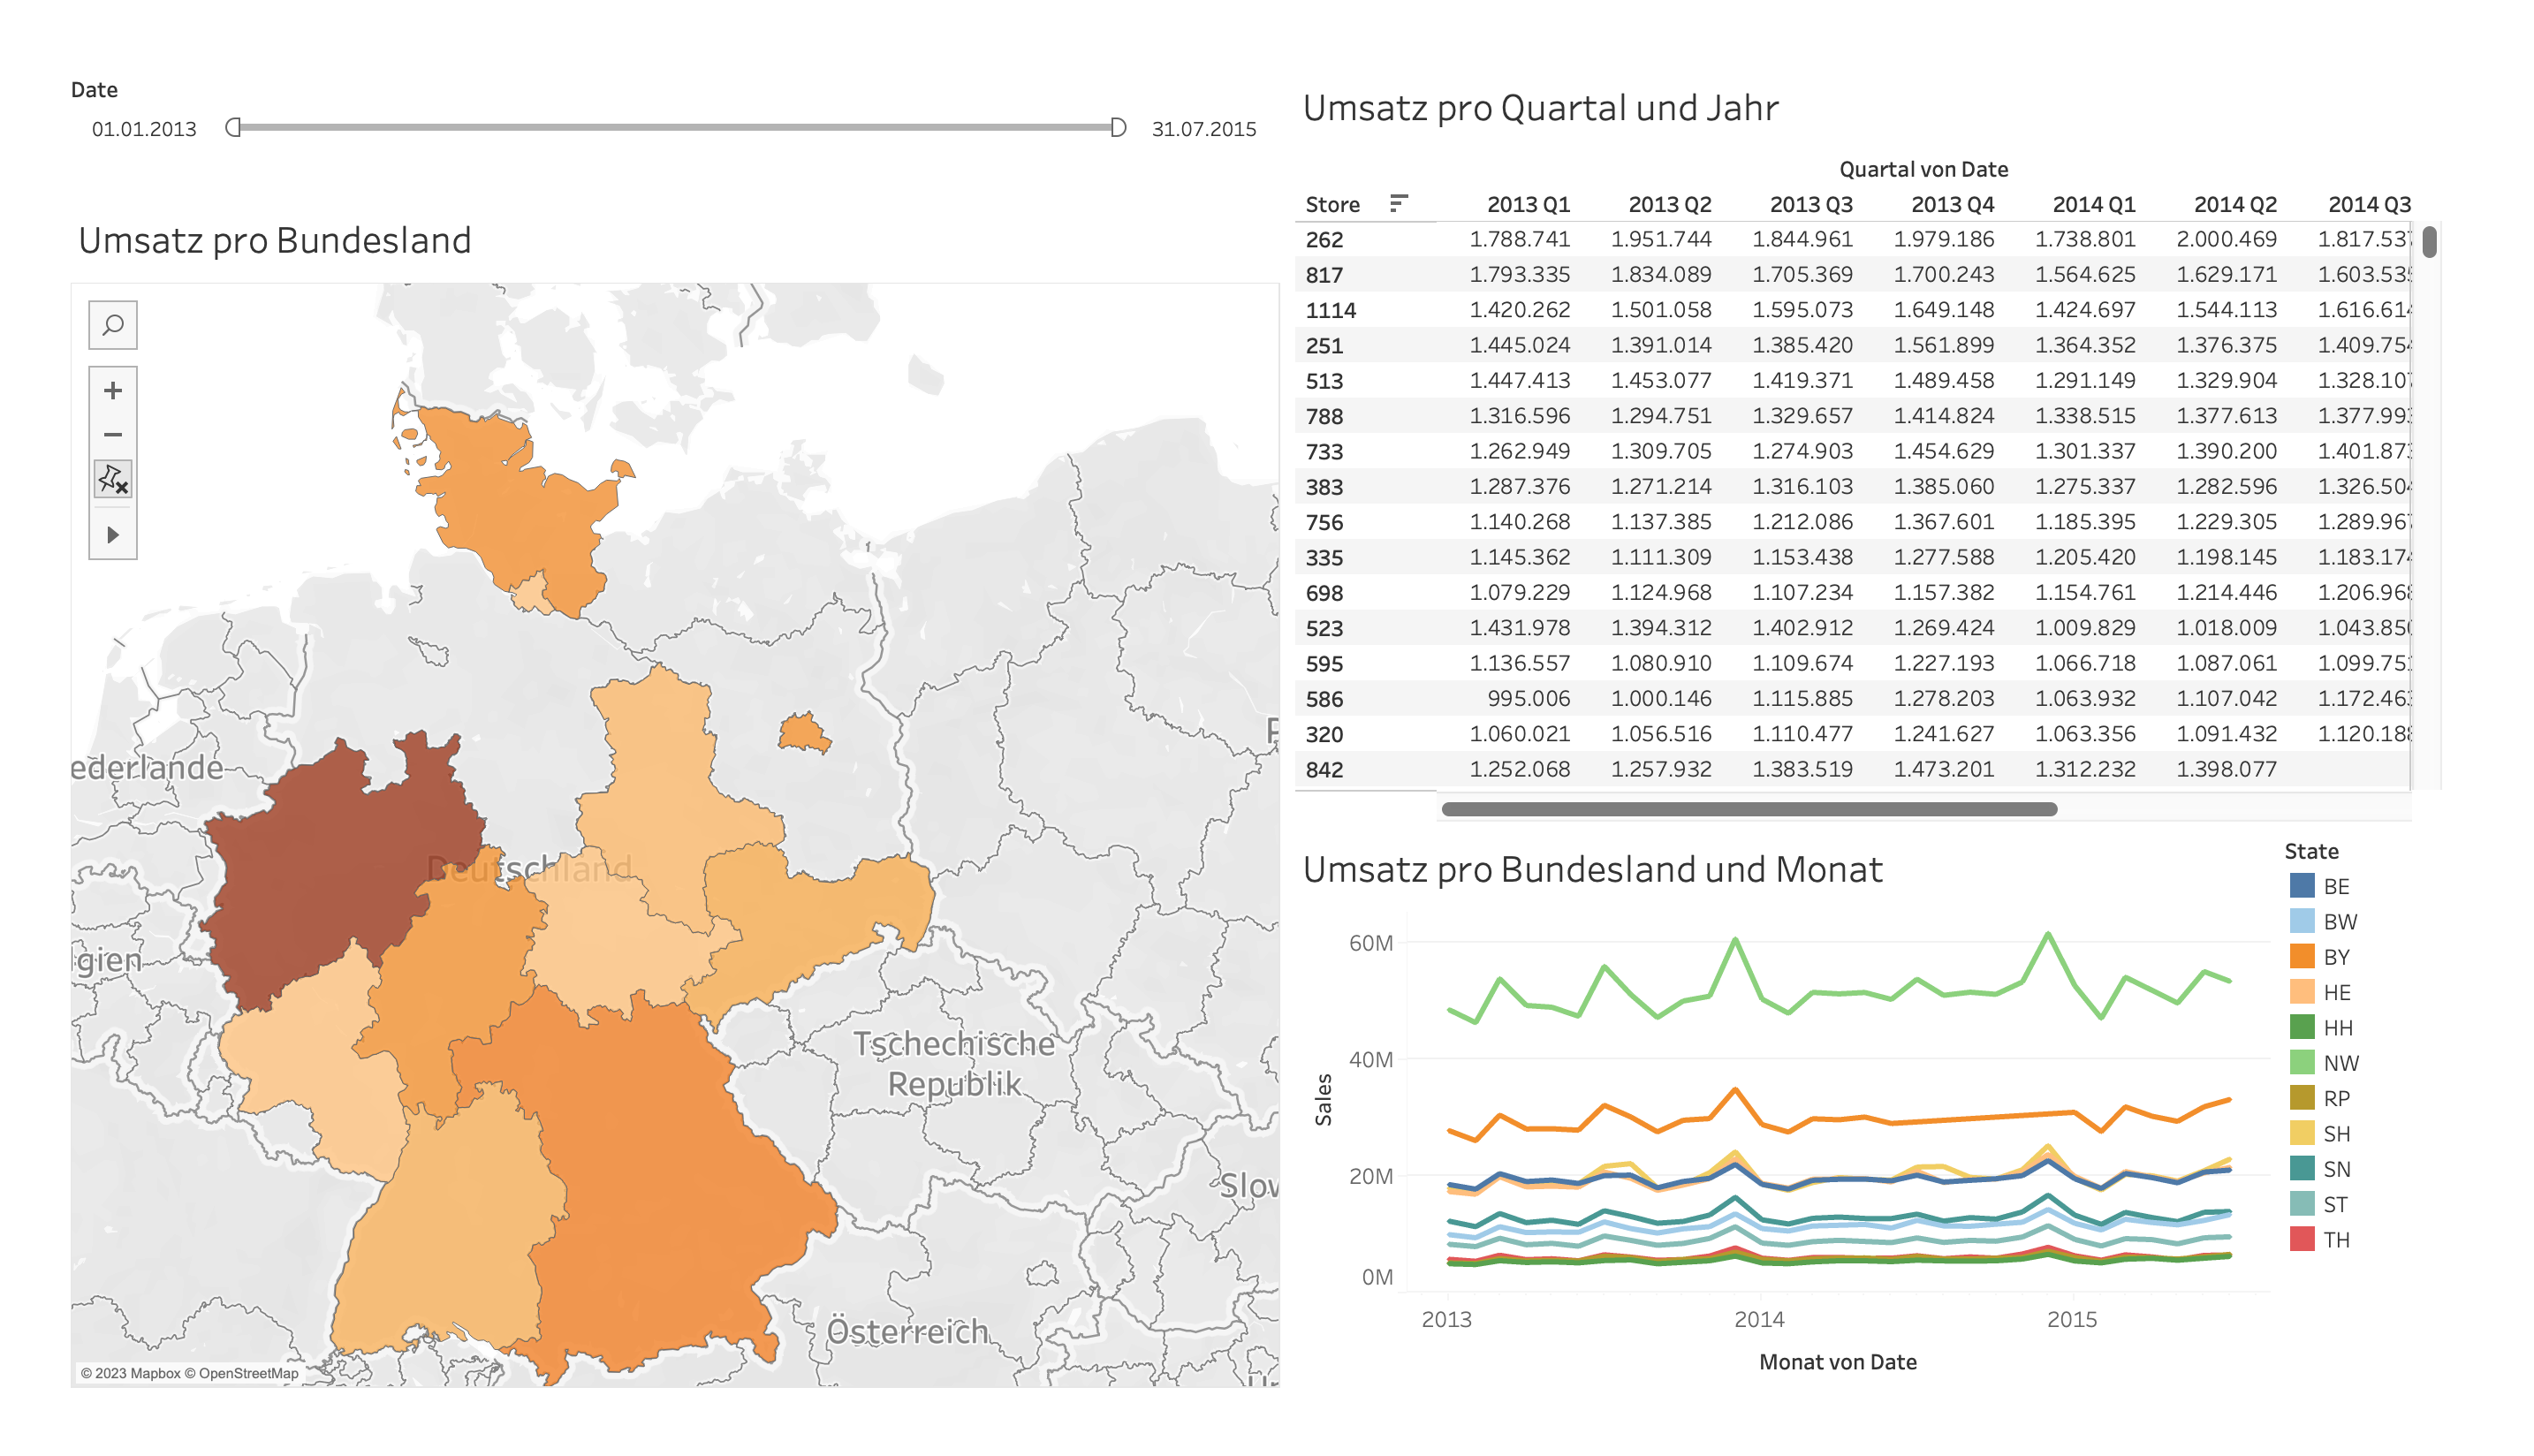 Date
01.01.2013
31.07.2015
Umsatz pro Bundesland
ederlande
Deutschland
gien
Tschechische
Republik
Slov
Österreich
© 2023 Mapbox © OpenStreetMap
Umsatz pro Quartal und Jahr
Quartal von Date
Store 2013 Q1 2013 Q2 2013 Q3 2013 Q4 2014 Q1 2014 Q2 2014 Q3
262 1.788.741 1.951.744 1.844.961 1.979.186 1.738.801 2.000.469 1.817.537
817 1.793.335 1.834.089 1.705.369 1.700.243 1.564.625 1.629.171 1.603.535
1114 1.420.262 1.501.058 1.595.073 1.649.148 1.424.697 1.544.113 1.616.614
251 1.445.024 1.391.014 1.385.420 1.561.899 1.364.352 1.376.375 1.409.754
513 1.447.413 1.453.077 1.419.371 1.489.458 1.291.149 1.329.904 1.328.107
788 1.316.596 1.294.751 1.329.657 1.414.824 1.338.515 1.377.613 1.377.993
733 1.262.949 1.309.705 1.274.903 1.454.629 1.301.337 1.390.200 1.401.873
383 1.287.376 1.271.214 1.316.103 1.385.060 1.275.337 1.282.596 1.326.504
756 1.140.268 1.137.385 1.212.086 1.367.601 1.185.395 1.229.305 1.289.967
335 1.145.362 1.111.309 1.153.438 1.277.588 1.205.420 1.198.145 1.183.174
698 1.079.229 1.124.968 1.107.234 1.157.382 1.154.761 1.214.446 1.206.968
523 1.431.978 1.394.312 1.402.912 1.269.424 1.009.829 1.018.009 1.043.850
595 1.136.557 1.080.910 1.109.674 1.227.193 1.066.718 1.087.061 1.099.751
586 995.006 1.000.146 1.115.885 1.278.203 1.063.932 1.107.042 1.172.463
320 1.060.021 1.056.516 1.110.477 1.241.627 1.063.356 1.091.432 1.120.188
842 1.252.068 1.257.932 1.383.519 1.473.201 1.312.232 1.398.077
Umsatz pro Bundesland und Monat
60M
40M
20M
0M
Sales
2013 2014 2015
Monat von Date
State
BE
BW
BY
HE
HH
NW
RP
SH
SN
ST
TH